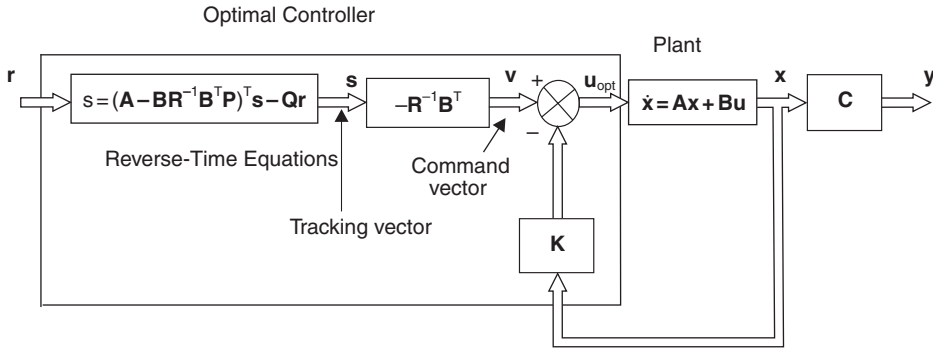 Optimal Controller
Plant
r
s = (A – BR⁻¹BᵀP)ᵀs – Qr
s
–R⁻¹Bᵀ
v
+
–
u_opt
ẋ = Ax + Bu
x
C
y
Reverse-Time Equations
Tracking vector
Command
vector
K